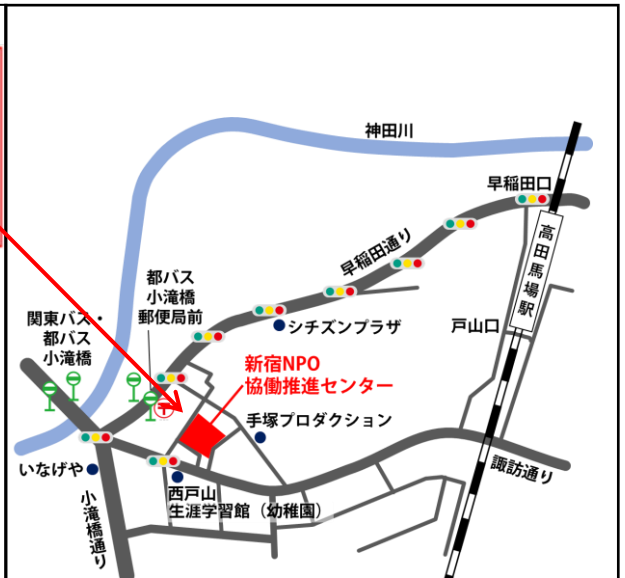 神田川
早稲田口
早稲田通り
高田馬場駅
都バス
小滝橋
郵便局前
関東バス・
都バス
小滝橋
シチズンプラザ
戸山口
新宿NPO
協働推進センター
手塚プロダクション
いなげや
西戸山
生涯学習館（幼稚園）
諏訪通り
小滝橋通り